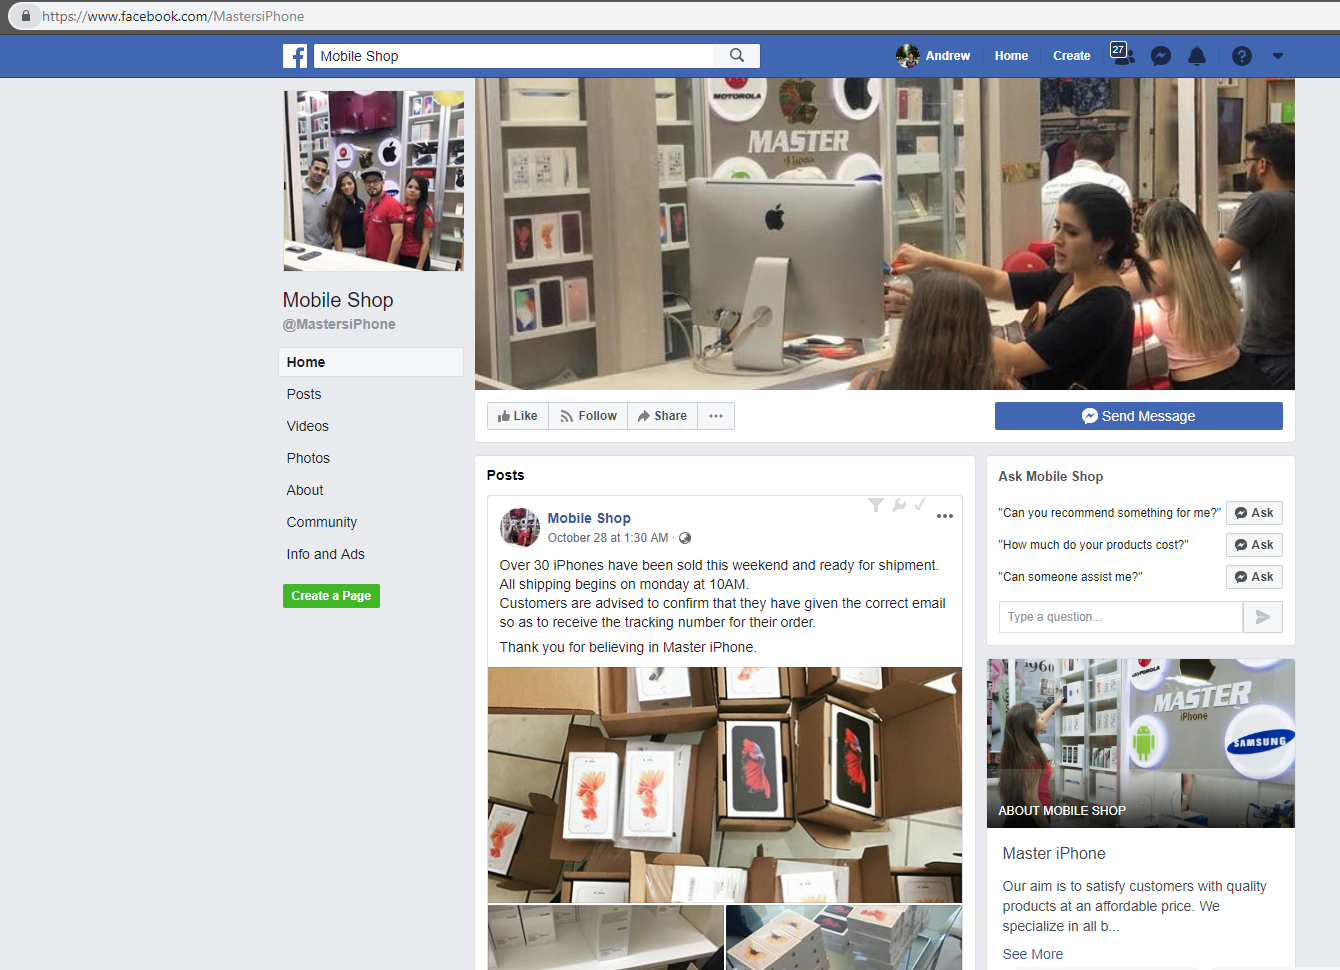 https://www.facebook.com/MastersiPhone
Mobile Shop
Andrew
Home
Create
27
MOTOROLA
MASTER
iPhone
Mobile Shop
@MastersiPhone
Home
Posts
Videos
Photos
About
Community
Info and Ads
Create a Page
Like
Follow
Share
Send Message
Posts
Mobile Shop
October 28 at 1:30 AM ·
Over 30 iPhones have been sold this weekend and ready for shipment.
All shipping begins on monday at 10AM.
Customers are advised to confirm that they have given the correct email
so as to receive the tracking number for their order.
Thank you for believing in Master iPhone.
Ask Mobile Shop
"Can you recommend something for me?" Ask
"How much do your products cost?" Ask
"Can someone assist me?" Ask
Type a question...
1960
MASTER
iPhone
SAMSUNG
ABOUT MOBILE SHOP
Master iPhone
Our aim is to satisfy customers with quality
products at an affordable price. We
specialize in all b...
See More